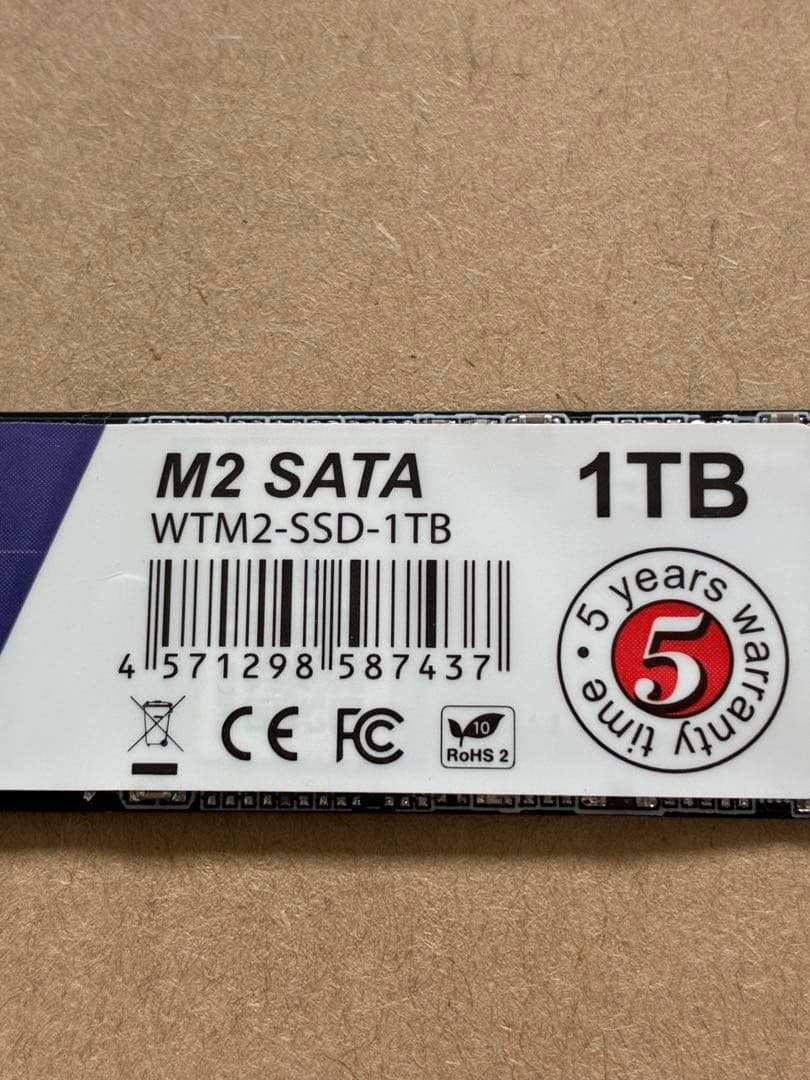 M2 SATA
1TB
WTM2-SSD-1TB
4 571298 587437
5 years warranty time
5
CE FC
10
RoHS 2